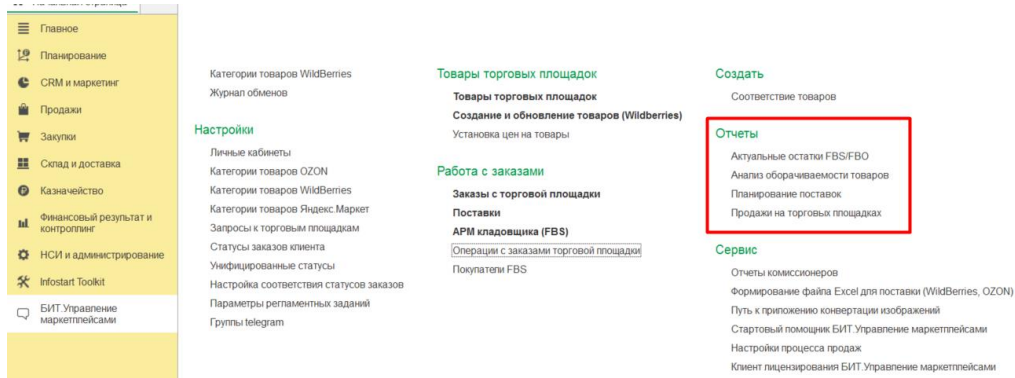 Главное
Планирование
CRM и маркетинг
Продажи
Закупки
Склад и доставка
Казначейство
Финансовый результат и
контроллинг
НСИ и администрирование
Infostart Toolkit
БИТ.Управление
маркетплейсами
Категории товаров WildBerries
Журнал обменов
Настройки
Личные кабинеты
Категории товаров OZON
Категории товаров WildBerries
Категории товаров Яндекс.Маркет
Запросы к торговым площадкам
Статусы заказов клиента
Унифицированные статусы
Настройка соответствия статусов заказов
Параметры регламентных заданий
Группы telegram
Товары торговых площадок
Товары торговых площадок
Создание и обновление товаров (Wildberries)
Установка цен на товары
Работа с заказами
Заказы с торговой площадки
Поставки
АРМ кладовщика (FBS)
Операции с заказами торговой площадки
Покупатели FBS
Создать
Соответствие товаров
Отчеты
Актуальные остатки FBS/FBO
Анализ оборачиваемости товаров
Планирование поставок
Продажи на торговых площадках
Сервис
Отчеты комиссионеров
Формирование файла Excel для поставки (WildBerries, OZON)
Путь к приложению конвертации изображений
Стартовый помощник БИТ.Управление маркетплейсами
Настройки процесса продаж
Клиент лицензирования БИТ.Управление маркетплейсами